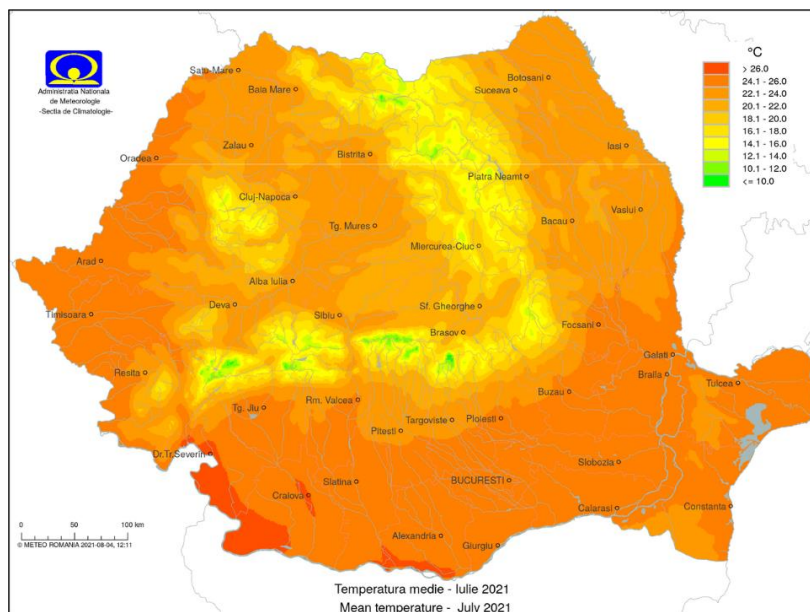 Administratia Nationala
de Meteorologie
-Sectia de Climatologie-
°C
> 26.0
24.1 - 26.0
22.1 - 24.0
20.1 - 22.0
18.1 - 20.0
16.1 - 18.0
14.1 - 16.0
12.1 - 14.0
10.1 - 12.0
<= 10.0
Satu-Mare
Baia Mare
Botosani
Suceava
Oradea
Zalau
Bistrita
Iasi
Piatra Neamt
Cluj-Napoca
Tg. Mures
Bacau
Vaslui
Miercurea-Ciuc
Arad
Alba Iulia
Timisoara
Deva
Sibiu
Sf. Gheorghe
Brasov
Focsani
Galati
Resita
Braila
Tulcea
Tg. Jiu
Rm. Valcea
Targoviste
Ploiesti
Buzau
Pitesti
Dr.Tr.Severin
Slobozia
Craiova
Slatina
BUCURESTI
Calarasi
Constanta
Alexandria
Giurgiu
0 50 100 km
© METEO ROMANIA 2021-08-04, 12:11
Temperatura medie - Iulie 2021
Mean temperature - July 2021